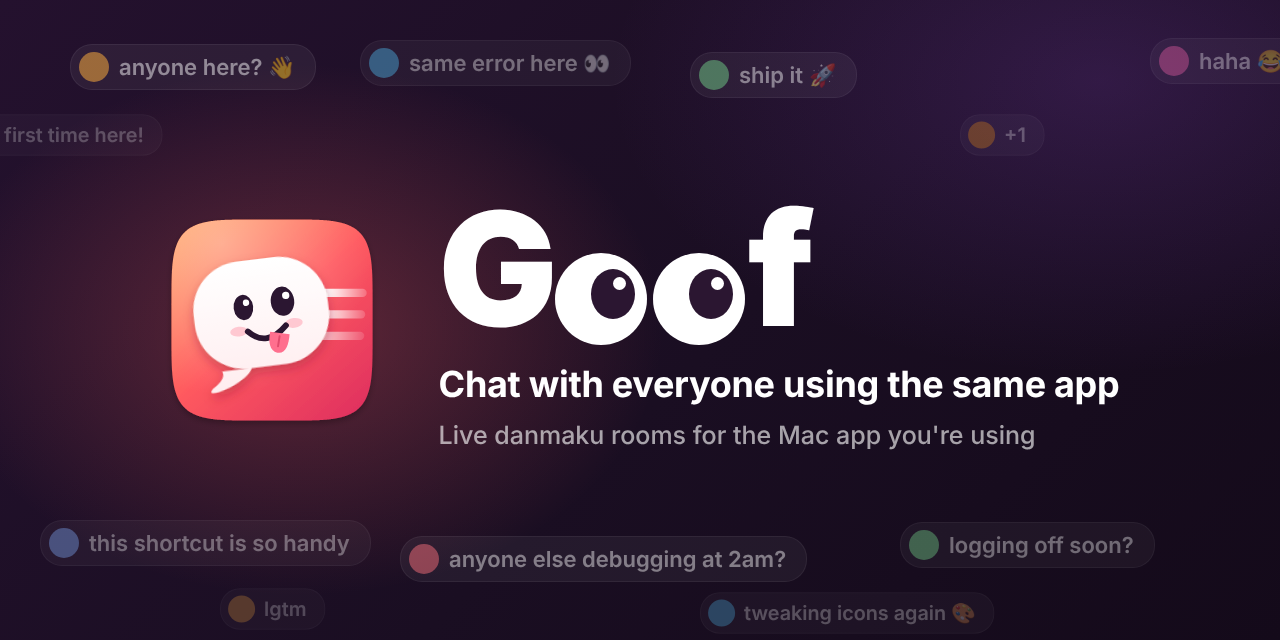 anyone here? 👋
same error here 👀
ship it 🚀
haha 😂
first time here!
+1
Goof
Chat with everyone using the same app
Live danmaku rooms for the Mac app you're using
this shortcut is so handy
anyone else debugging at 2am?
logging off soon?
lgtm
tweaking icons again 🎨